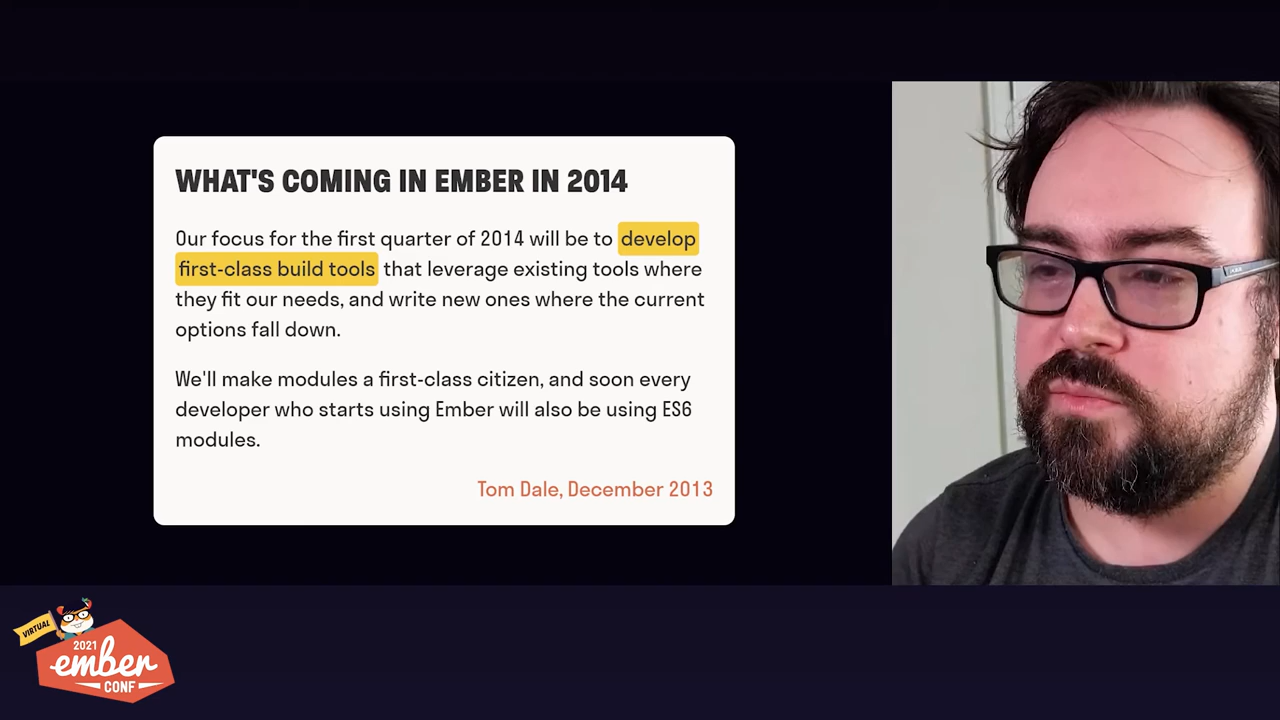 WHAT'S COMING IN EMBER IN 2014
Our focus for the first quarter of 2014 will be to develop
first-class build tools that leverage existing tools where
they fit our needs, and write new ones where the current
options fall down.
We'll make modules a first-class citizen, and soon every
developer who starts using Ember will also be using ES6
modules.
Tom Dale, December 2013
VIRTUAL
2021
ember
CONF